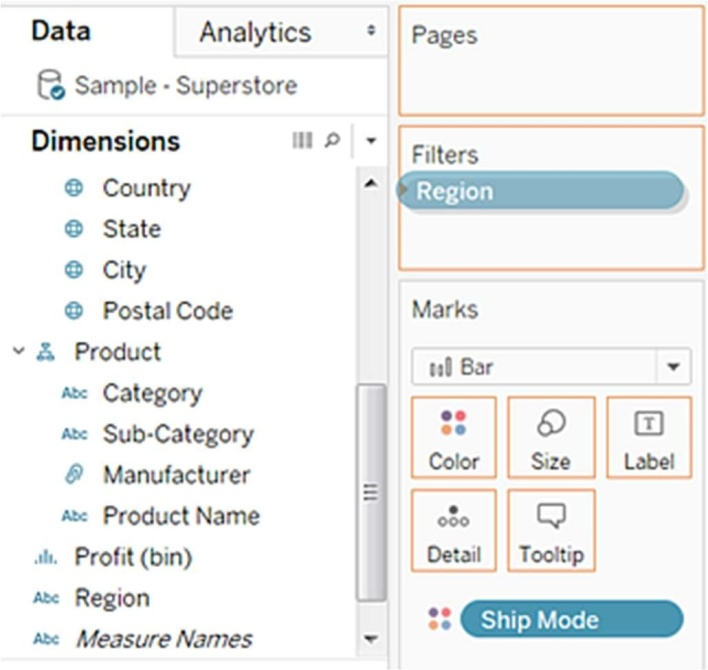 Data
Analytics
Sample - Superstore
Dimensions
Country
State
City
Postal Code
Product
Abc Category
Abc Sub-Category
Manufacturer
Abc Product Name
Profit (bin)
Abc Region
Abc Measure Names
Pages
Filters
Region
Marks
Bar
Color
Size
T
Label
Detail
Tooltip
Ship Mode